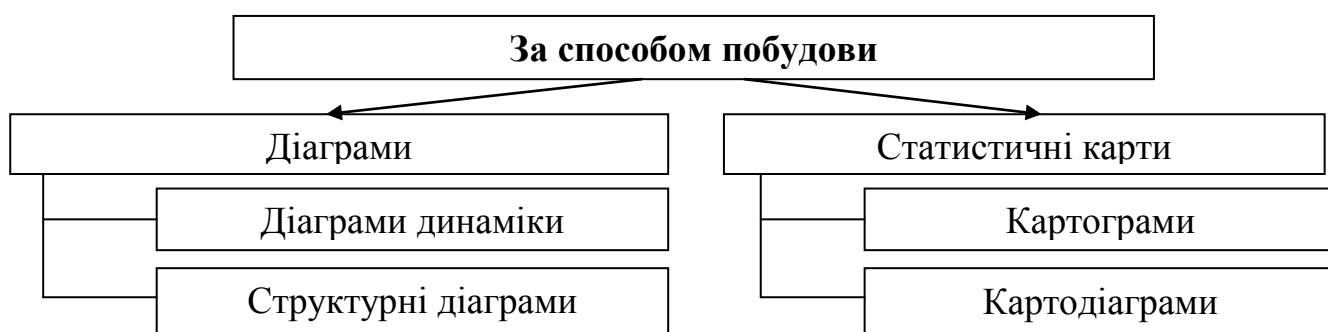 За способом побудови
Діаграми
Статистичні карти
Діаграми динаміки
Картограми
Структурні діаграми
Картодіаграми